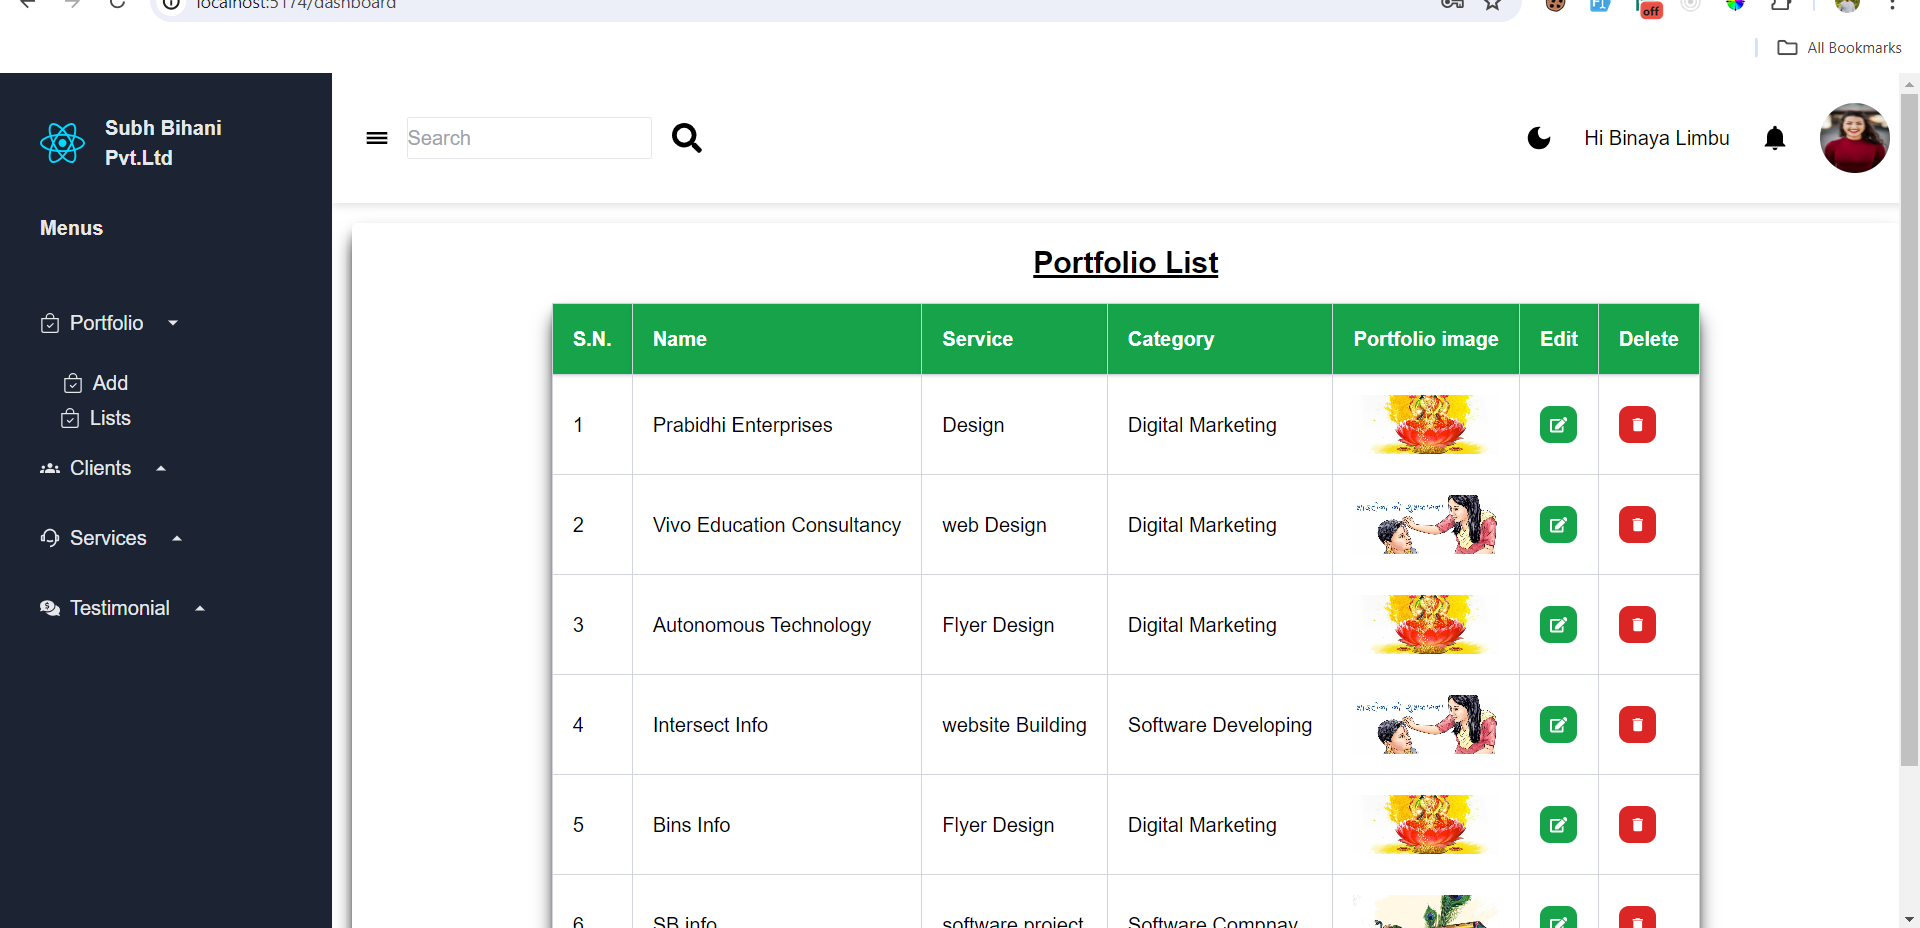 localhost:5174/dashboard
off
All Bookmarks
Subh Bihani
Pvt.Ltd
Search
Hi Binaya Limbu
Menus
Portfolio
Add
Lists
Clients
Services
Testimonial
Portfolio List
S.N. Name Service Category Portfolio image Edit Delete
1 Prabidhi Enterprises Design Digital Marketing
2 Vivo Education Consultancy web Design Digital Marketing
3 Autonomous Technology Flyer Design Digital Marketing
4 Intersect Info website Building Software Developing
5 Bins Info Flyer Design Digital Marketing
6 SB info software project Software Compnay